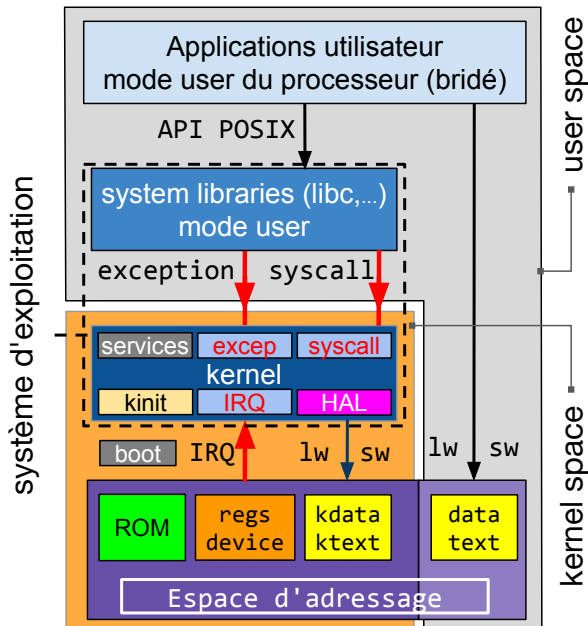 Applications utilisateur
mode user du processeur (bridé)
API POSIX
system libraries (libc,...)
mode user
exception syscall
services excep syscall
kernel
kinit IRQ HAL
boot IRQ lw sw lw sw
ROM
regs
device
kdata
ktext
data
text
Espace d'adressage
système d'exploitation
user space
kernel space